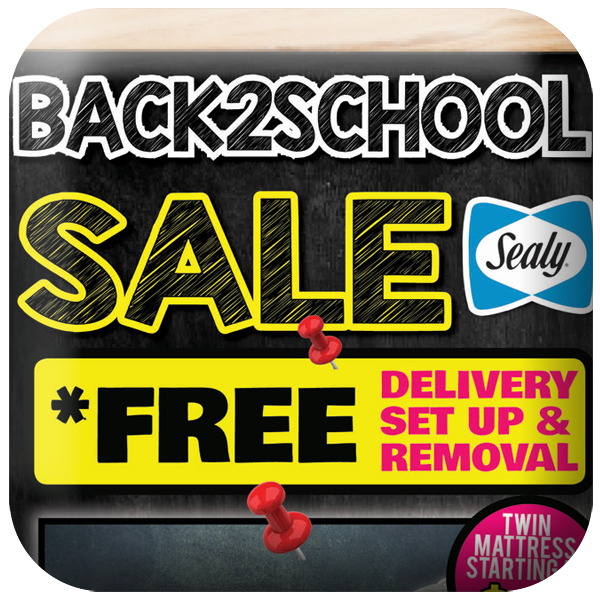 BACK2SCHOOL
SALE
Sealy
*FREE
DELIVERY
SET UP &
REMOVAL
TWIN
MATTRESS
STARTING